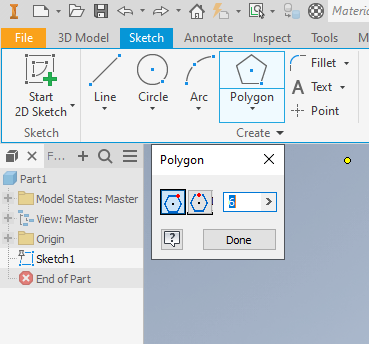 Material
File 3D Model Sketch Annotate Inspect Tools
Start
2D Sketch
Line
Circle
Arc
Polygon
Fillet
Text
Point
Sketch
Create
F...
Part1
Model States: Master
View: Master
Origin
Sketch1
End of Part
Polygon
6
Done